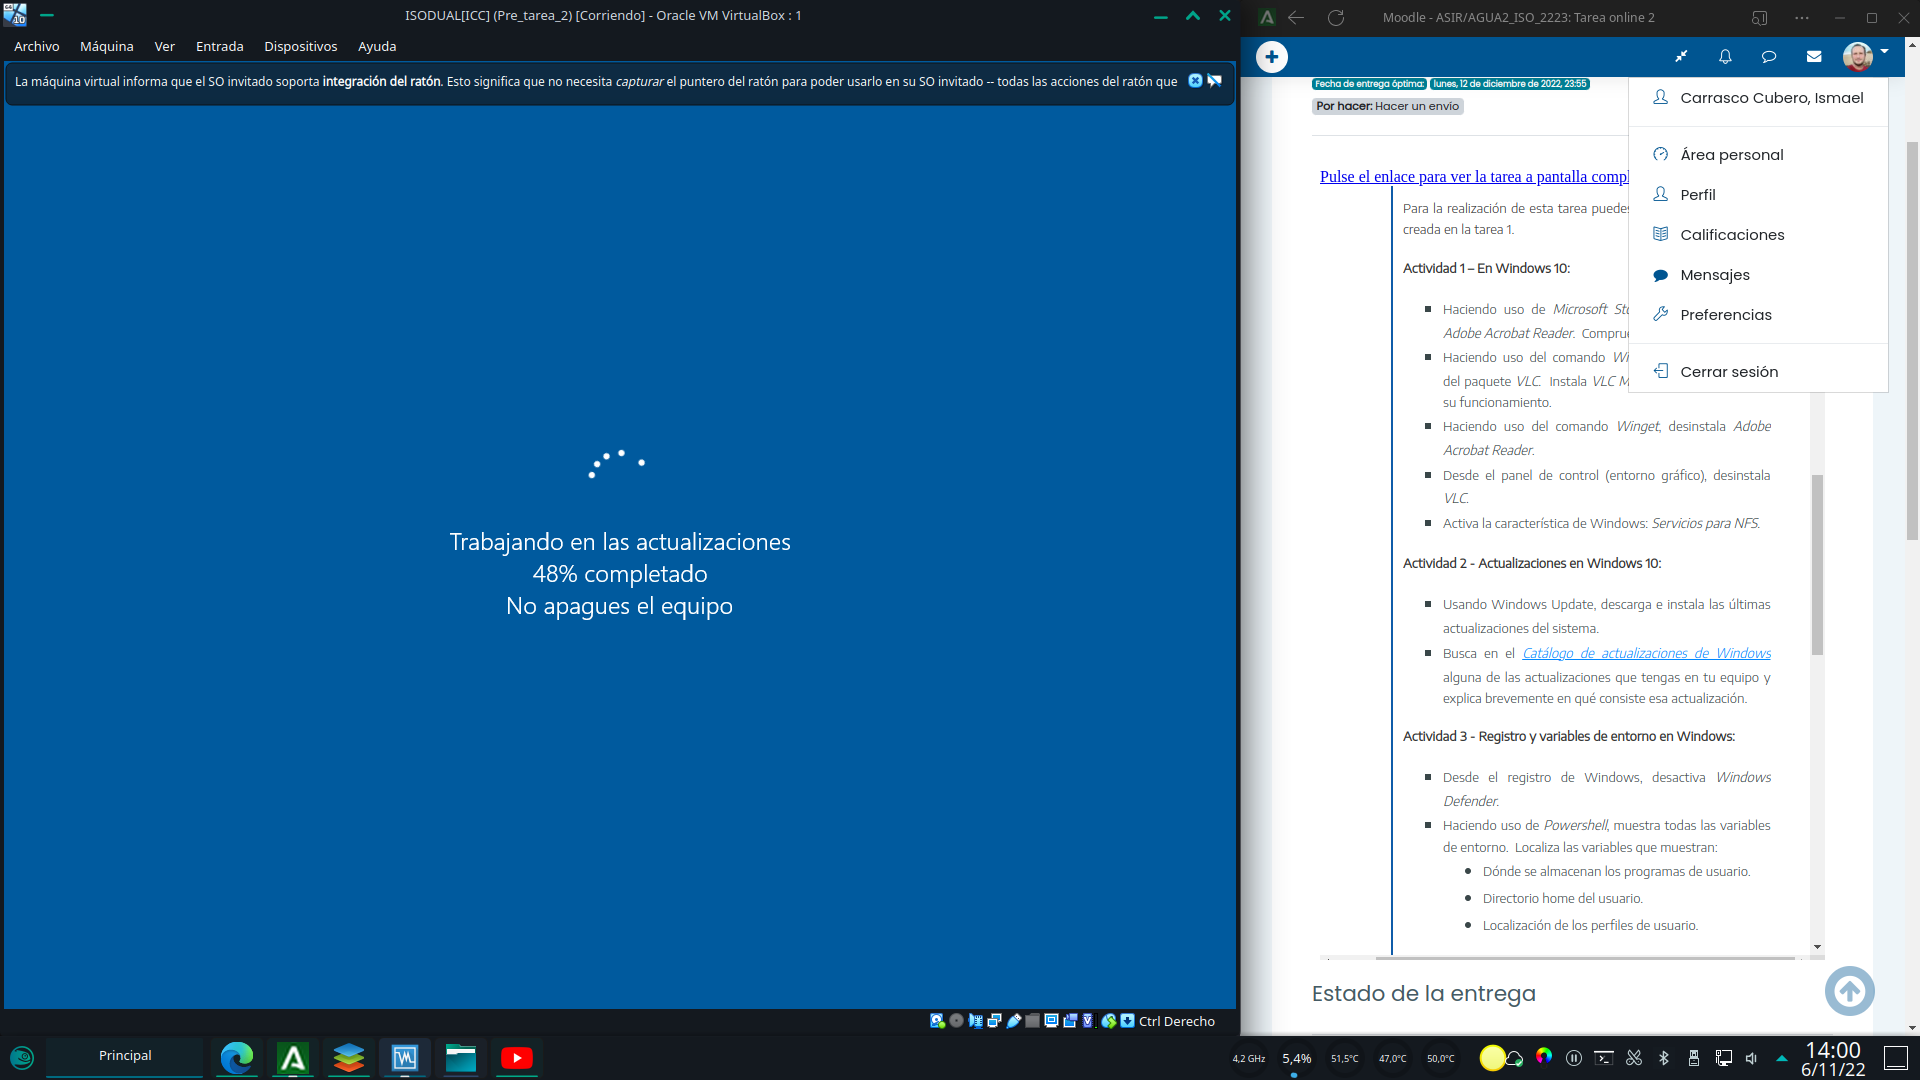 ISODUAL[ICC] (Pre_tarea_2) [Corriendo] - Oracle VM VirtualBox : 1
Archivo Máquina Ver Entrada Dispositivos Ayuda
La máquina virtual informa que el SO invitado soporta integración del ratón. Esto significa que no necesita capturar el puntero del ratón para poder usarlo en su SO invitado -- todas las acciones del ratón que
Trabajando en las actualizaciones
48% completado
No apagues el equipo
Ctrl Derecho
Moodle - ASIR/AGUA2_ISO_2223: Tarea online 2
Fecha de entrega óptima: lunes, 12 de diciembre de 2022, 23:55
Por hacer: Hacer un envío
Carrasco Cubero, Ismael
Área personal
Perfil
Calificaciones
Mensajes
Preferencias
Cerrar sesión
Pulse el enlace para ver la tarea a pantalla compl
Para la realización de esta tarea puedes
creada en la tarea 1.
Actividad 1 – En Windows 10:
Haciendo uso de Microsoft Sto
Adobe Acrobat Reader. Comprue
Haciendo uso del comando Wi
del paquete VLC. Instala VLC M
su funcionamiento.
Haciendo uso del comando Winget, desinstala Adobe
Acrobat Reader.
Desde el panel de control (entorno gráfico), desinstala
VLC.
Activa la característica de Windows: Servicios para NFS.
Actividad 2 - Actualizaciones en Windows 10:
Usando Windows Update, descarga e instala las últimas
actualizaciones del sistema.
Busca en el Catálogo de actualizaciones de Windows
alguna de las actualizaciones que tengas en tu equipo y
explica brevemente en qué consiste esa actualización.
Actividad 3 - Registro y variables de entorno en Windows:
Desde el registro de Windows, desactiva Windows
Defender.
Haciendo uso de Powershell, muestra todas las variables
de entorno. Localiza las variables que muestran:
Dónde se almacenan los programas de usuario.
Directorio home del usuario.
Localización de los perfiles de usuario.
Estado de la entrega
Principal
4,2 GHz 5,4% 51,5°C 47,0°C 50,0°C
14:00
6/11/22